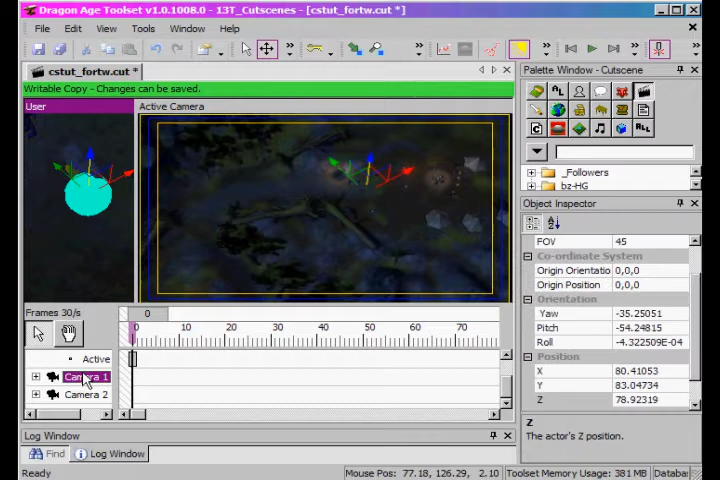 Dragon Age Toolset v1.0.1008.0 - 13T_Cutscenes - [cstut_fortw.cut *]
File Edit View Tools Window Help
cstut_fortw.cut *
Palette Window - Cutscene
Writable Copy - Changes can be saved.
User
Active Camera
_Followers
bz-HG
Object Inspector
FOV 45
Co-ordinate System
Origin Orientatio 0,0,0
Origin Position 0,0,0
Orientation
Yaw -35.25051
Pitch -54.24815
Roll -4.322509E-04
Position
X 80.41053
Y 83.04734
Z 78.92319
Frames 30/s
0
0 10 20 30 40 50 60 70
Active
Camera 1
Camera 2
Z
The actor's Z position.
Log Window
Find Log Window
Ready
Mouse Pos: 77.18, 126.29, 2.10
Toolset Memory Usage: 381 MB
Databa